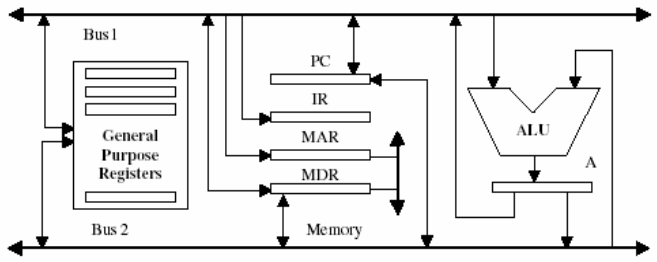 Bus 1
PC
IR
General
Purpose
Registers
MAR
MDR
ALU
A
Bus 2
Memory